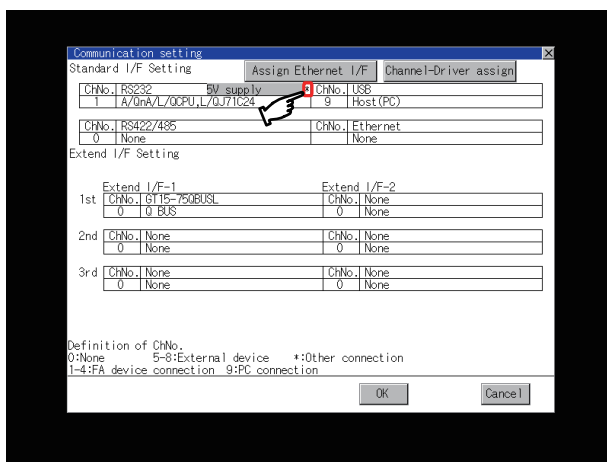 Communication setting
Standard I/F Setting Assign Ethernet I/F Channel-Driver assign
ChNo. RS232 5V supply * ChNo. USB
1 A/QnA/L/QCPU,L/QJ71C24 9 Host(PC)
ChNo. RS422/485 ChNo. Ethernet
0 None None
Extend I/F Setting
Extend I/F-1 Extend I/F-2
1st ChNo. GT15-75QBUSL ChNo. None
0 Q BUS 0 None
2nd ChNo. None ChNo. None
0 None 0 None
3rd ChNo. None ChNo. None
0 None 0 None
Definition of ChNo.
0:None 5-8:External device *:Other connection
1-4:FA device connection 9:PC connection
OK Cancel